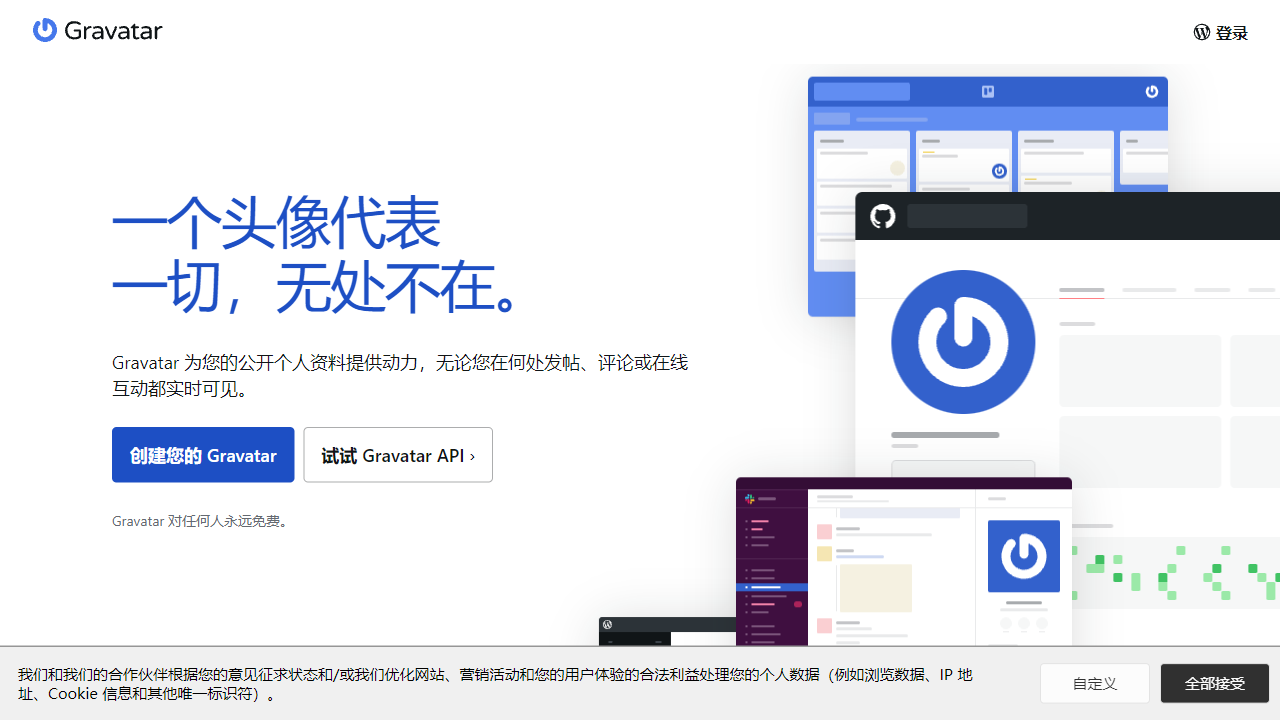 Gravatar
登录
一个头像代表
一切，无处不在。
Gravatar 为您的公开个人资料提供动力，无论您在何处发帖、评论或在线
互动都实时可见。
创建您的 Gravatar
试试 Gravatar API ›
Gravatar 对任何人永远免费。
我们和我们的合作伙伴根据您的意见征求状态和/或我们优化网站、营销活动和您的用户体验的合法利益处理您的个人数据（例如浏览数据、IP 地
址、Cookie 信息和其他唯一标识符）。
自定义
全部接受